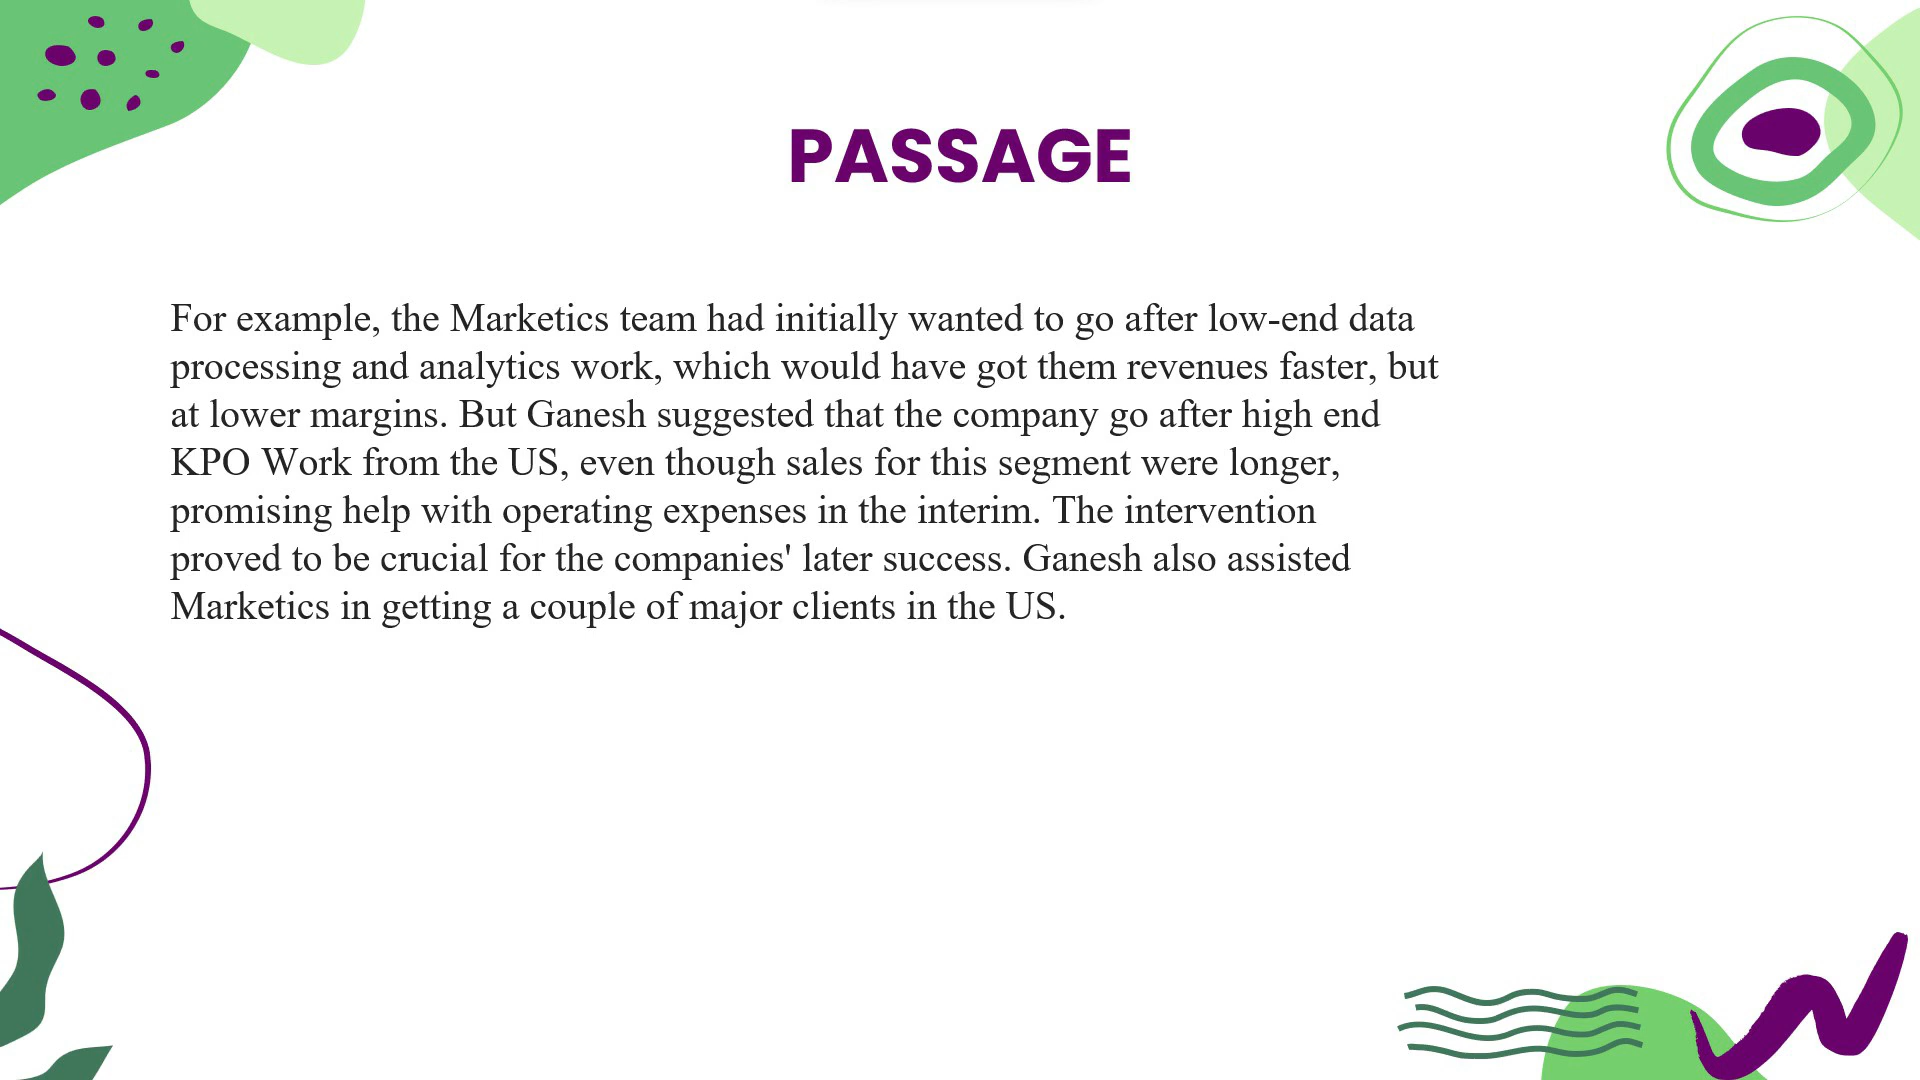 PASSAGE
For example, the Marketics team had initially wanted to go after low-end data
processing and analytics work, which would have got them revenues faster, but
at lower margins. But Ganesh suggested that the company go after high end
KPO Work from the US, even though sales for this segment were longer,
promising help with operating expenses in the interim. The intervention
proved to be crucial for the companies' later success. Ganesh also assisted
Marketics in getting a couple of major clients in the US.